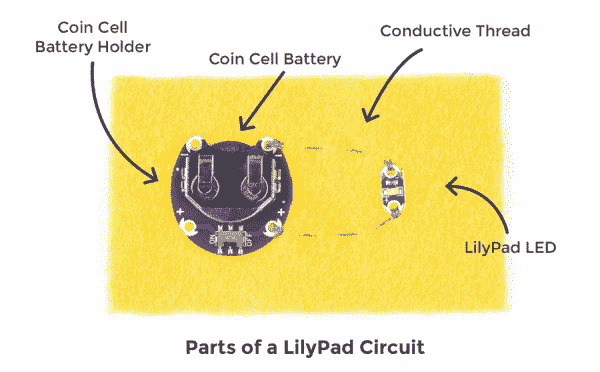 Coin Cell
Battery Holder
Coin Cell Battery
Conductive Thread
LilyPad LED
Parts of a LilyPad Circuit